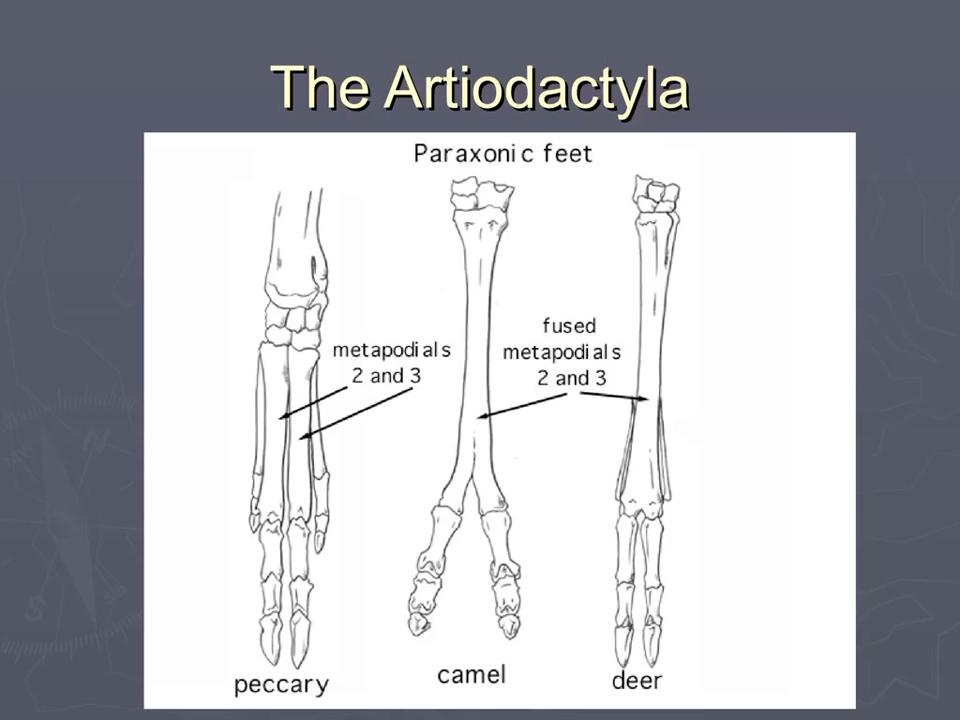 The Artiodactyla
Paraxonic feet
metapodials
2 and 3
fused
metapodials
2 and 3
peccary
camel
deer
N
S